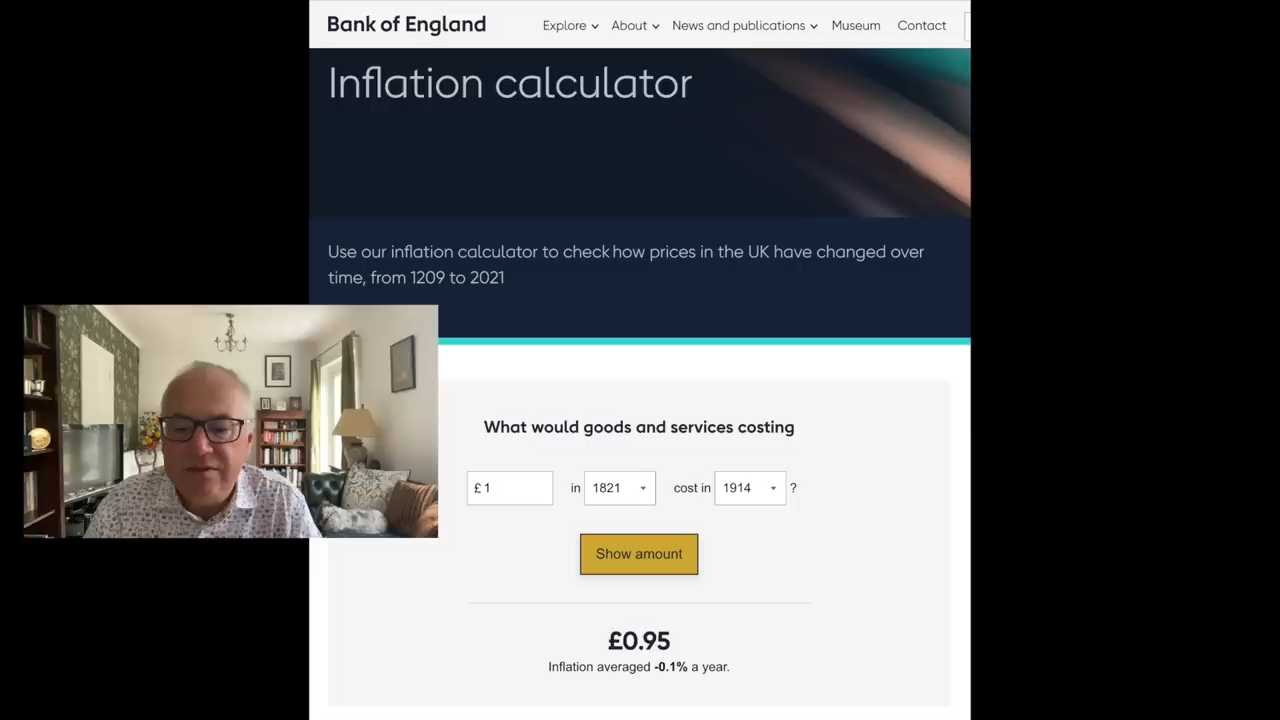 Bank of England
Explore About News and publications Museum Contact
Inflation calculator
Use our inflation calculator to check how prices in the UK have changed over
time, from 1209 to 2021
What would goods and services costing
£ 1 in 1821 cost in 1914 ?
Show amount
£0.95
Inflation averaged -0.1% a year.